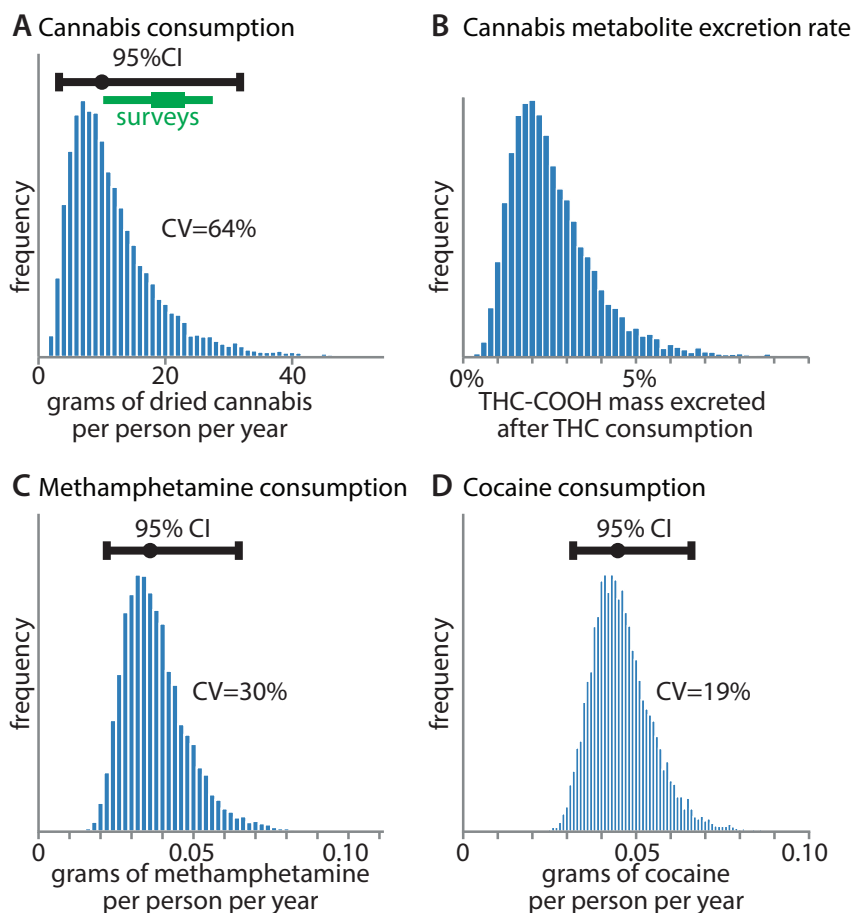 A Cannabis consumption
95%CI
surveys
CV=64%
frequency
0 20 40
grams of dried cannabis
per person per year
B Cannabis metabolite excretion rate
frequency
0% 5%
THC-COOH mass excreted
after THC consumption
C Methamphetamine consumption
95% CI
CV=30%
frequency
0 0.05 0.10
grams of methamphetamine
per person per year
D Cocaine consumption
95% CI
CV=19%
frequency
0 0.05 0.10
grams of cocaine
per person per year